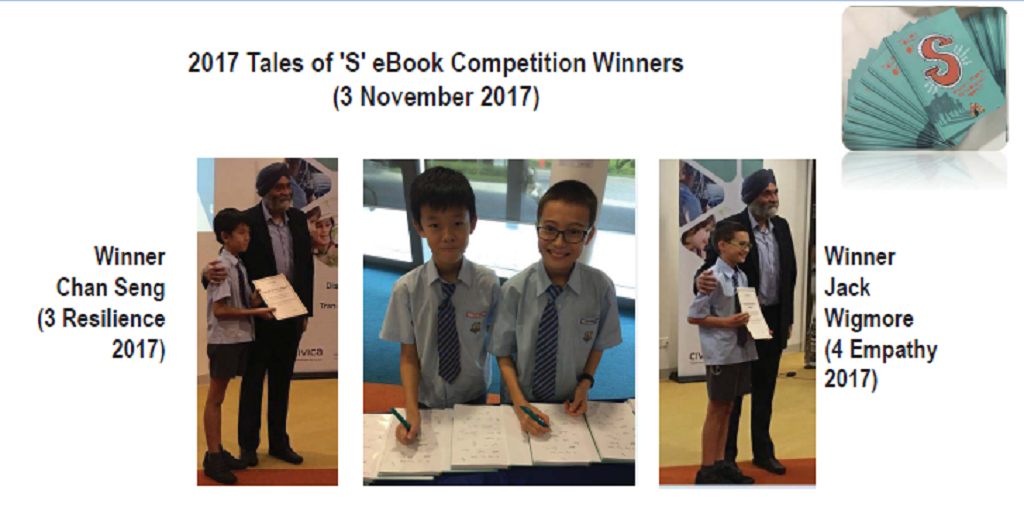 2017 Tales of 'S' eBook Competition Winners
(3 November 2017)
S
Winner
Chan Seng
(3 Resilience
2017)
Winner
Jack
Wigmore
(4 Empathy
2017)